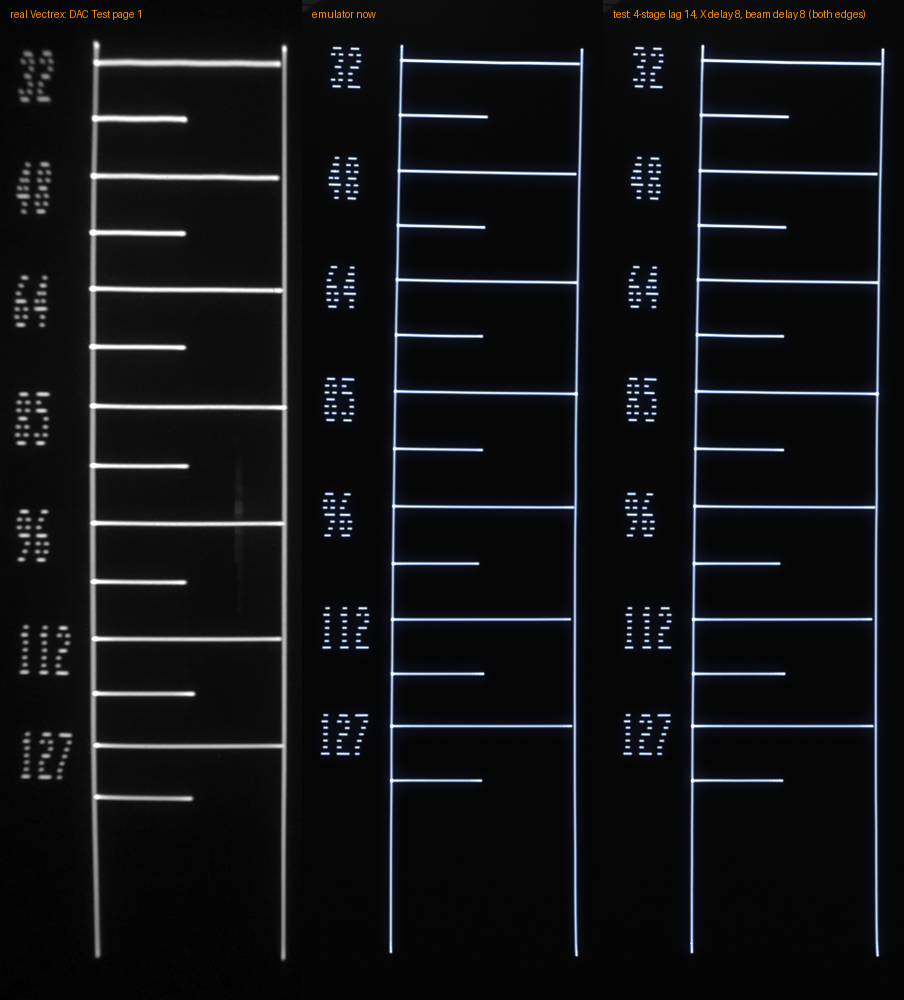 real Vectrex: DAC Test page 1
emulator now
test: 4-stage lag 14, X delay 8, beam delay 8 (both edges)
32 32 32
48 48 48
64 64 64
85 85 85
96 96 96
112 112 112
127 127 127